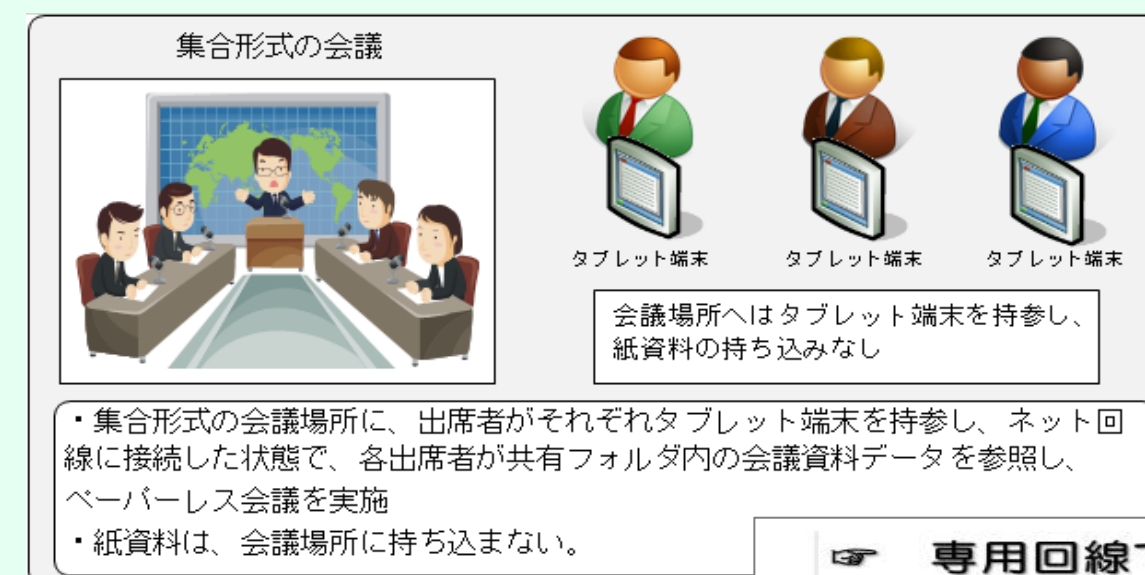 集合形式の会議
タブレット端末
タブレット端末
タブレット端末
会議場所へはタブレット端末を持参し、
紙資料の持ち込みなし
・集合形式の会議場所に、出席者がそれぞれタブレット端末を持参し、ネット回
線に接続した状態で、各出席者が共有フォルダ内の会議資料データを参照し、
ペーパーレス会議を実施
・紙資料は、会議場所に持ち込まない。
☞ 専用回線